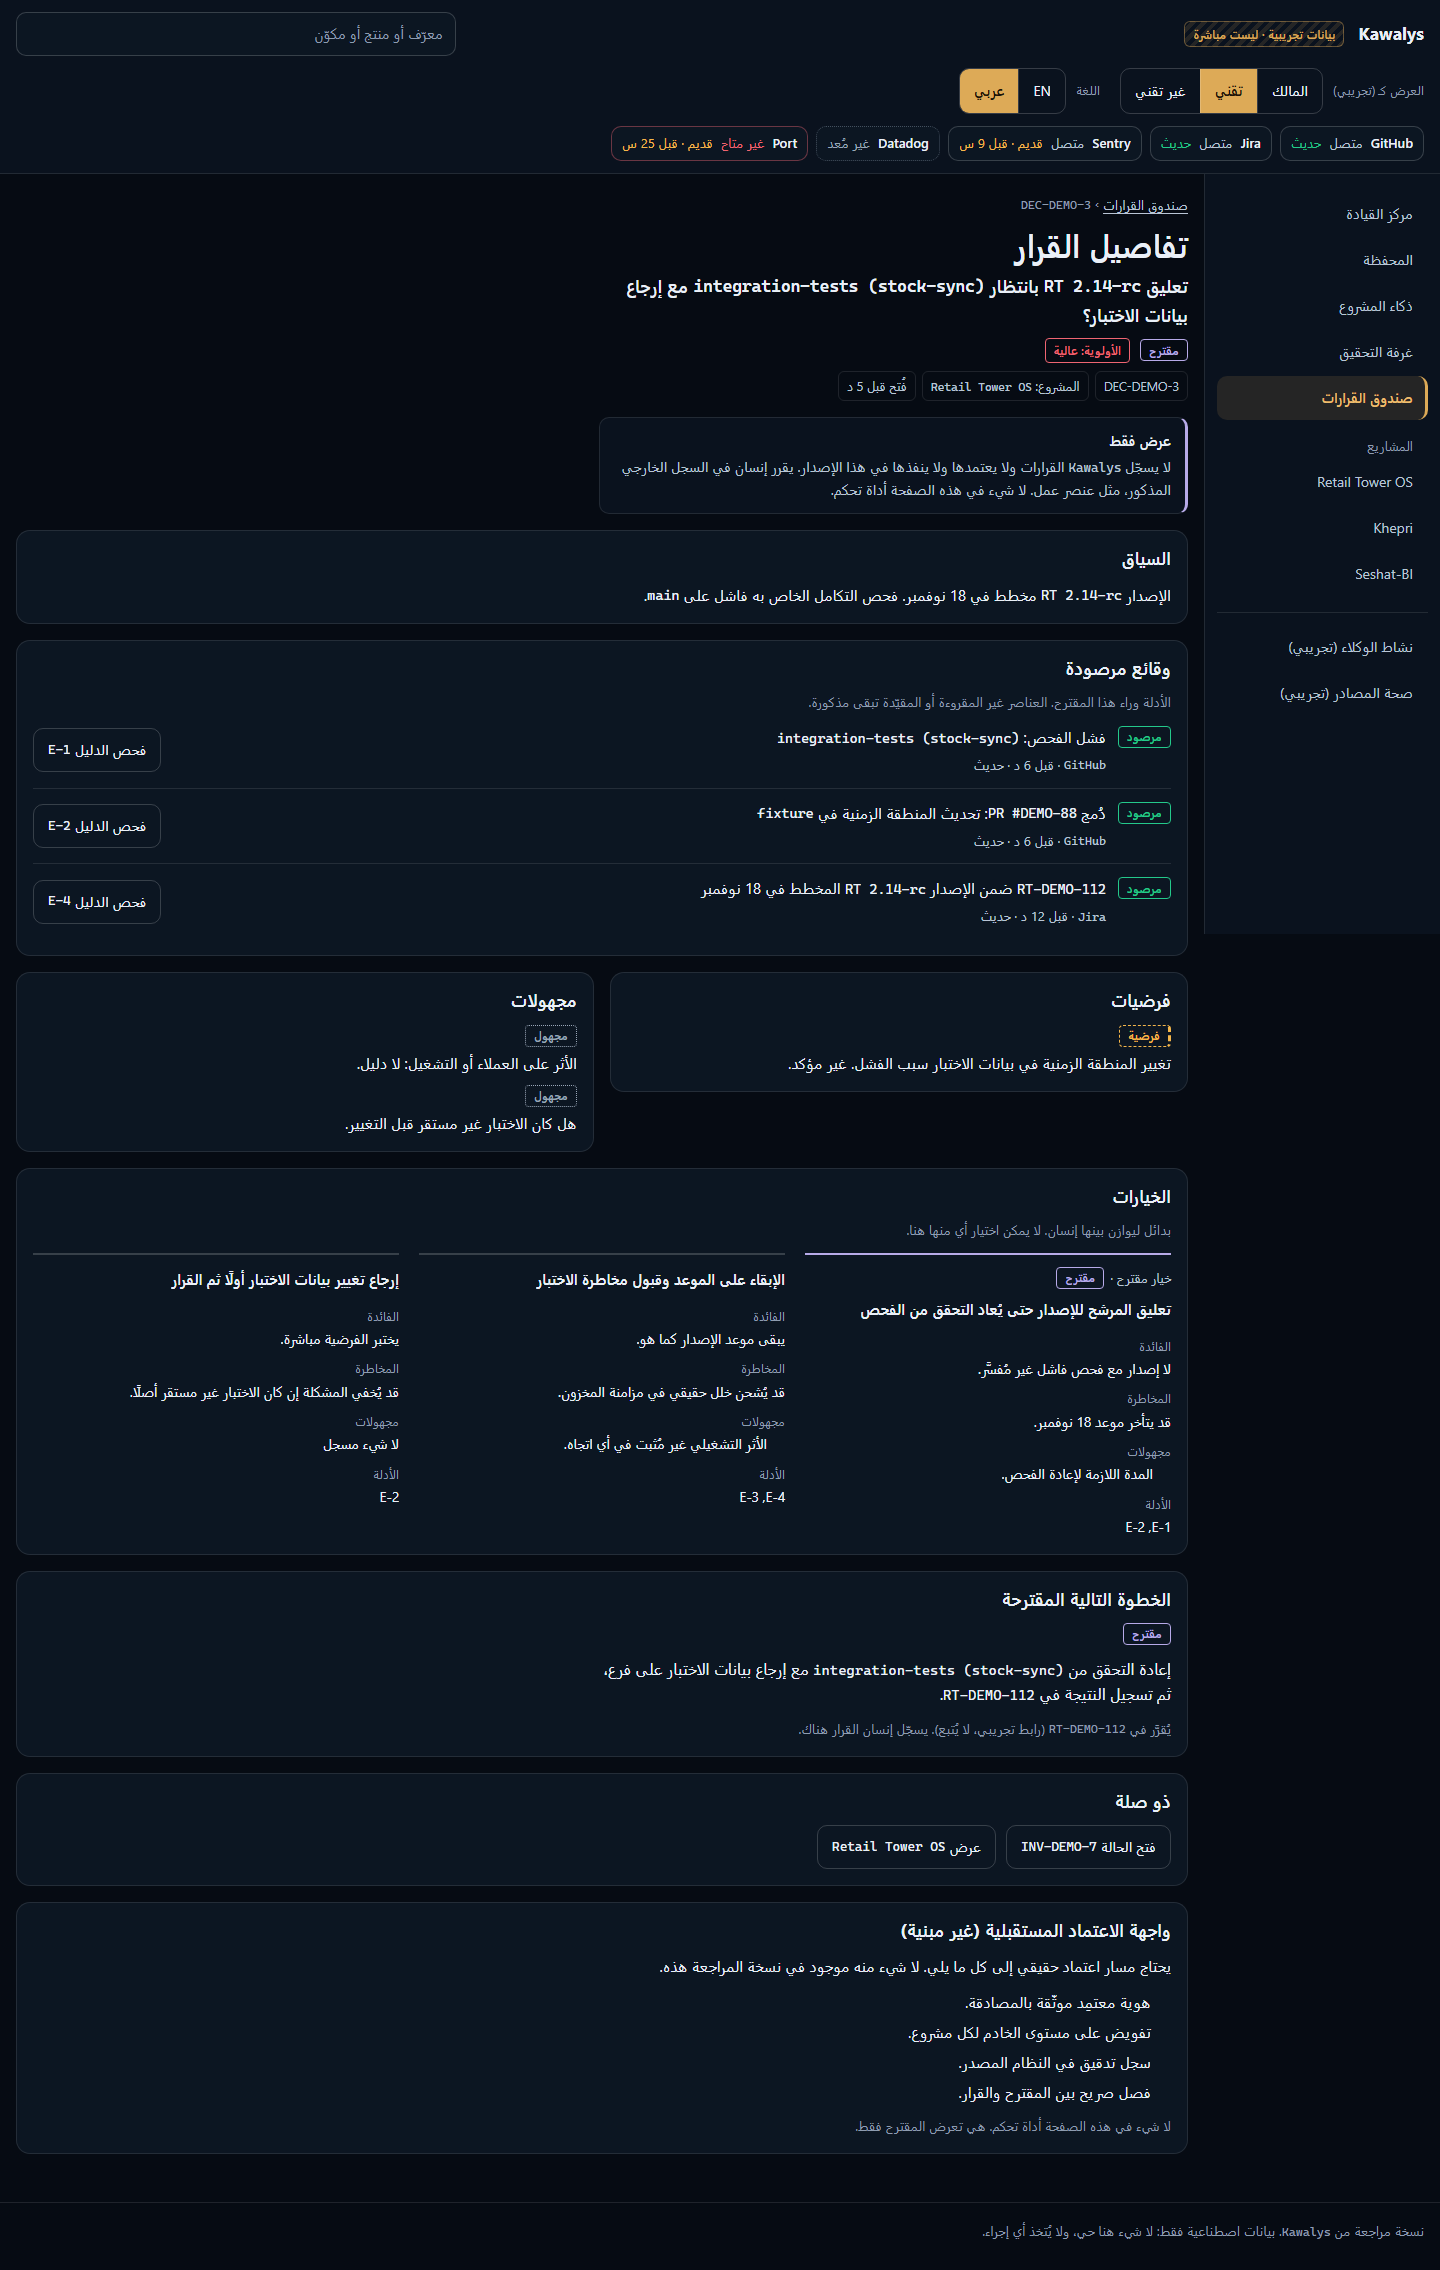 Kawalys
بيانات تجريبية · ليست مباشرة
معرّف أو منتج أو مكوّن
العرض كـ (تجريبي)
المالك
تقني
غير تقني
اللغة
EN
عربي
GitHub متصل حديث
Jira متصل حديث
Sentry متصل قديم · قبل 9 س
Datadog غير مُعد
Port غير متاح قديم · قبل 25 س
مركز القيادة
المحفظة
ذكاء المشروع
غرفة التحقيق
صندوق القرارات
المشاريع
Retail Tower OS
Khepri
Seshat-BI
نشاط الوكلاء (تجريبي)
صحة المصادر (تجريبي)
صندوق القرارات › DEC-DEMO-3
تفاصيل القرار
تعليق RT 2.14-rc بانتظار integration-tests (stock-sync) مع إرجاع
بيانات الاختبار؟
مقترح
الأولوية: عالية
DEC-DEMO-3
المشروع: Retail Tower OS
فُتح قبل 5 د
عرض فقط
لا يسجّل Kawalys القرارات ولا يعتمدها ولا ينفذها في هذا الإصدار. يقرر إنسان في السجل الخارجي
المذكور، مثل عنصر عمل. لا شيء في هذه الصفحة أداة تحكم.
السياق
الإصدار RT 2.14-rc مخطط في 18 نوفمبر. فحص التكامل الخاص به فاشل على main.
وقائع مرصودة
الأدلة وراء هذا المقترح. العناصر غير المقروءة أو المقيّدة تبقى مذكورة.
مرصود
فشل الفحص: integration-tests (stock-sync)
GitHub · قبل 6 د · حديث
فحص الدليل E-1
مرصود
دُمج PR #DEMO-88: تحديث المنطقة الزمنية في fixture
GitHub · قبل 6 د · حديث
فحص الدليل E-2
مرصود
RT-DEMO-112 ضمن الإصدار RT 2.14-rc المخطط في 18 نوفمبر
Jira · قبل 12 د · حديث
فحص الدليل E-4
فرضيات
فرضية
تغيير المنطقة الزمنية في بيانات الاختبار سبب الفشل. غير مؤكد.
مجهولات
مجهول
الأثر على العملاء أو التشغيل: لا دليل.
مجهول
هل كان الاختبار غير مستقر قبل التغيير.
الخيارات
بدائل ليوازن بينها إنسان. لا يمكن اختيار أي منها هنا.
خيار مقترح · مقترح
تعليق المرشح للإصدار حتى يُعاد التحقق من الفحص
الفائدة
لا إصدار مع فحص فاشل غير مُفسَّر.
المخاطرة
قد يتأخر موعد 18 نوفمبر.
مجهولات
المدة اللازمة لإعادة الفحص.
الأدلة
E-1, E-2
الإبقاء على الموعد وقبول مخاطرة الاختبار
الفائدة
يبقى موعد الإصدار كما هو.
المخاطرة
قد يُشحن خلل حقيقي في مزامنة المخزون.
مجهولات
الأثر التشغيلي غير مُثبت في أي اتجاه.
الأدلة
E-4, E-3
إرجاع تغيير بيانات الاختبار أولًا ثم القرار
الفائدة
يختبر الفرضية مباشرة.
المخاطرة
قد يُخفي المشكلة إن كان الاختبار غير مستقر أصلًا.
مجهولات
لا شيء مسجل
الأدلة
E-2
الخطوة التالية المقترحة
مقترح
إعادة التحقق من integration-tests (stock-sync) مع إرجاع بيانات الاختبار على فرع،
ثم تسجيل النتيجة في RT-DEMO-112.
يُقرَّر في RT-DEMO-112 (رابط تجريبي، لا يُتبع). يسجّل إنسان القرار هناك.
ذو صلة
فتح الحالة INV-DEMO-7
عرض Retail Tower OS
واجهة الاعتماد المستقبلية (غير مبنية)
يحتاج مسار اعتماد حقيقي إلى كل ما يلي. لا شيء منه موجود في نسخة المراجعة هذه.
هوية معتمِد موثّقة بالمصادقة.
تفويض على مستوى الخادم لكل مشروع.
سجل تدقيق في النظام المصدر.
فصل صريح بين المقترح والقرار.
لا شيء في هذه الصفحة أداة تحكم. هي تعرض المقترح فقط.
نسخة مراجعة من Kawalys. بيانات اصطناعية فقط: لا شيء هنا حي، ولا يُتخذ أي إجراء.